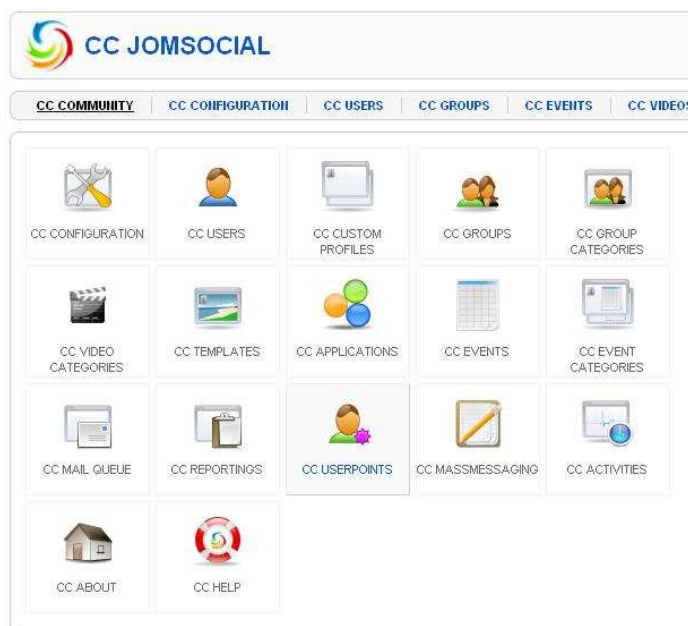 CC JOMSOCIAL
CC COMMUNITY CC CONFIGURATION CC USERS CC GROUPS CC EVENTS CC VIDEOS
CC CONFIGURATION CC USERS CC CUSTOM PROFILES CC GROUPS CC GROUP CATEGORIES
CC VIDEO CATEGORIES CC TEMPLATES CC APPLICATIONS CC EVENTS CC EVENT CATEGORIES
CC MAIL QUEUE CC REPORTINGS CC USERPOINTS CC MASSMESSAGING CC ACTIVITIES
CC ABOUT CC HELP